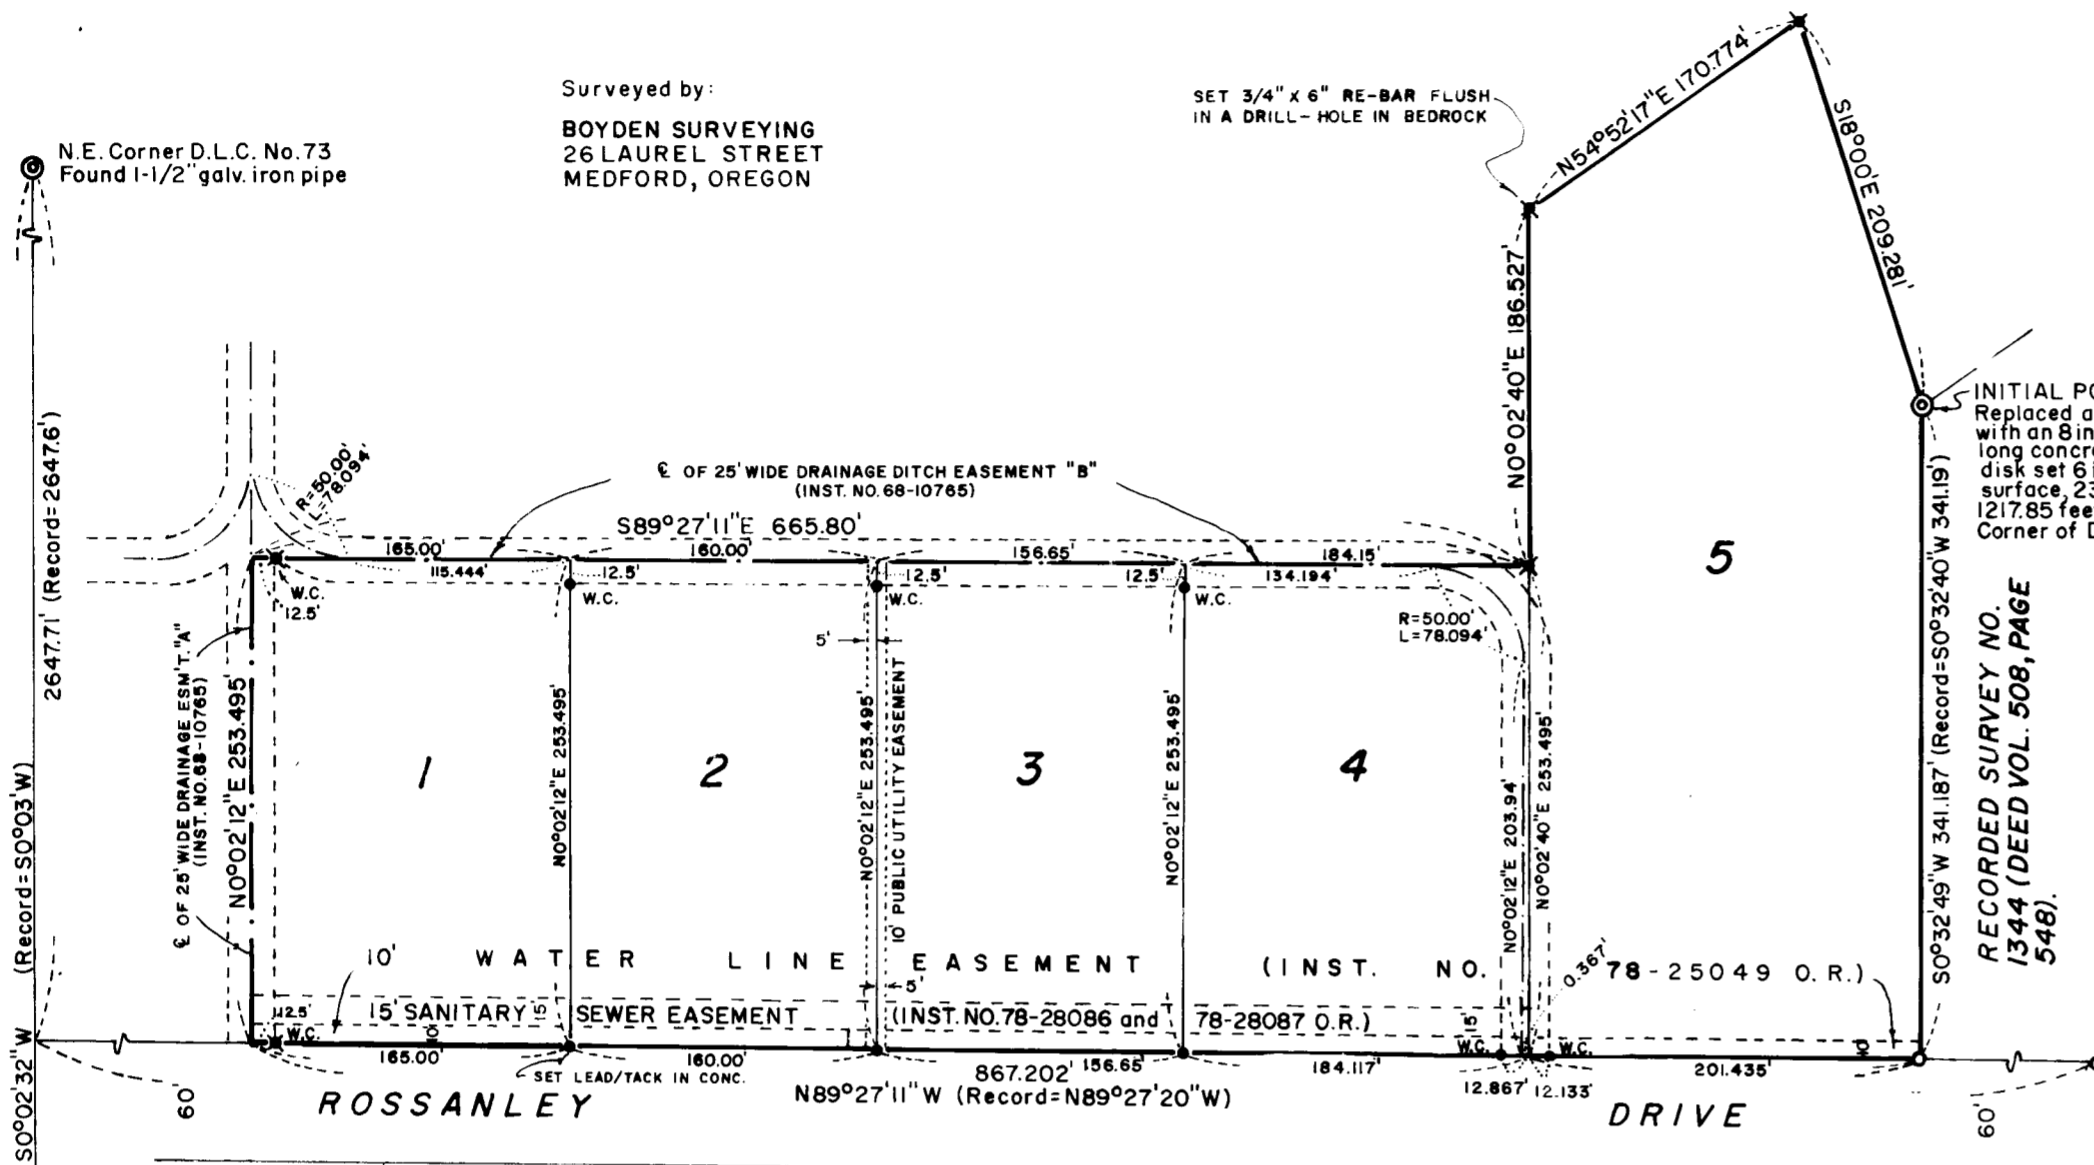 Surveyed by:
BOYDEN SURVEYING
26 LAUREL STREET
MEDFORD, OREGON
N.E. Corner D.L.C. No. 73
Found 1-1/2" galv. iron pipe
SET 3/4" X 6" RE-BAR FLUSH
IN A DRILL-HOLE IN BEDROCK
N54°52'17"E 170.774'
S18°00'E 209.281'
N0°02'40"E 186.527'
INITIAL PO
Replaced a
with an 8 in
long concre
disk set 6 i
surface, 23
1217.85 fee
Corner of D
2647.71' (Record=2647.6')
S0°02'32"W (Record=S0°03'W)
R=50.00'
L=78.094'
℄ OF 25' WIDE DRAINAGE DITCH EASEMENT "B"
(INST. NO. 68-10765)
S89°27'11"E 665.80'
165.00'
160.00'
156.65'
184.15'
115.444'
12.5'
12.5'
12.5'
134.194'
W.C.
12.5'
W.C.
W.C.
W.C.
R=50.00'
L=78.094'
5'
℄ OF 25' WIDE DRAINAGE ESM'T. "A"
(INST. NO. 68-10765)
N0°02'12"E 253.495'
N0°02'12"E 253.495'
N0°02'12"E 253.495'
10' PUBLIC UTILITY EASEMENT
N0°02'12"E 253.495'
N0°02'12"E 203.94'
N0°02'40"E 253.495'
1
2
3
4
5
S0°32'49"W 341.187' (Record=S0°32'40"W 341.19')
RECORDED SURVEY NO.
1344 (DEED VOL. 508, PAGE
548).
10' WATER LINE EASEMENT (INST. NO. 78-25049 O.R.)
0.367'
5'
12.5'
15' SANITARY SEWER EASEMENT (INST. NO. 78-28086 and 78-28087 O.R.)
15'
15'
10'
10'
W.C.
W.C.
W.C.
165.00'
160.00'
156.65'
184.117'
12.867'
12.133'
201.435'
SET LEAD/TACK IN CONC.
867.202'
N89°27'11"W (Record=N89°27'20"W)
60'
ROSSANLEY DRIVE
60'